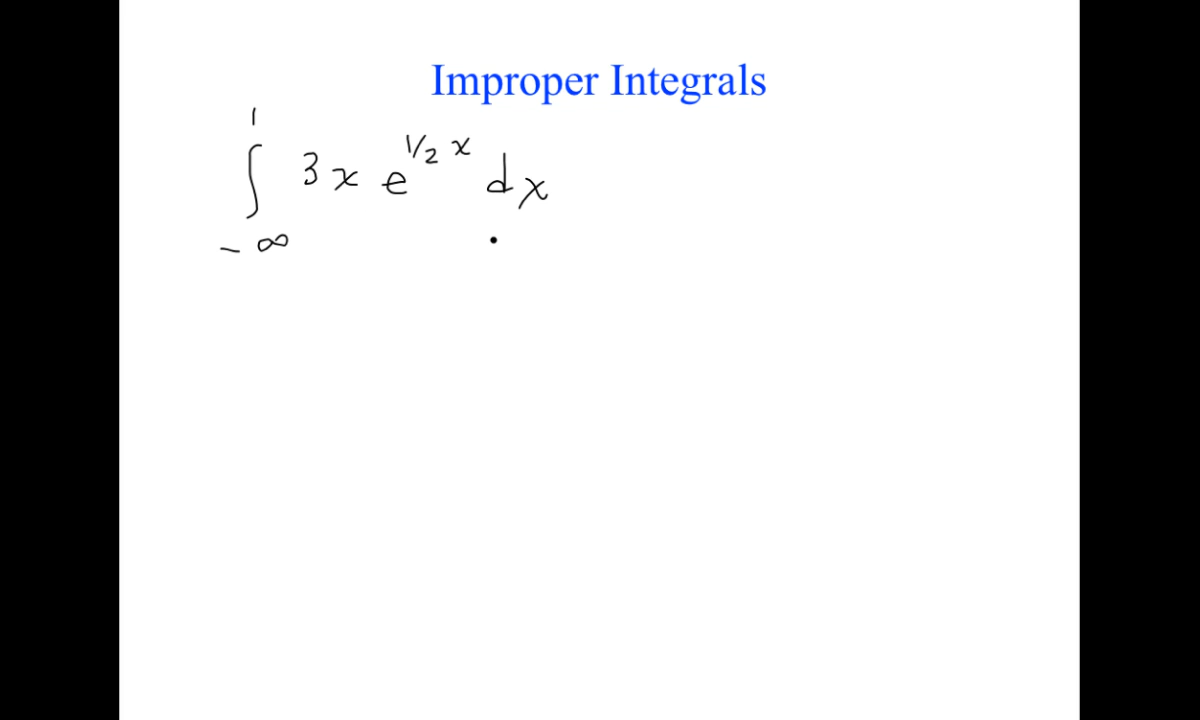 Improper Integrals
∫_{-∞}^{1} 3x e^{1/2 x} dx